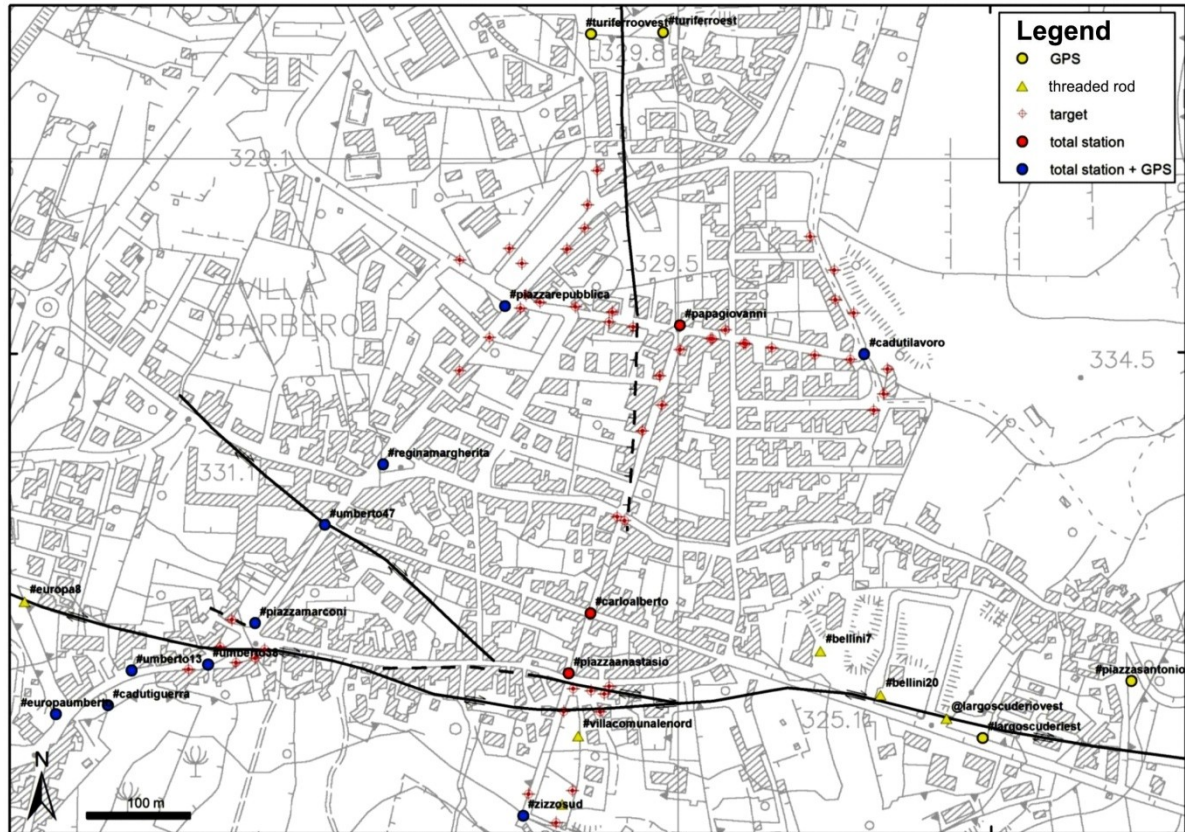 #turiferroovest
#turiferroest
329.8
Legend
GPS
threaded rod
target
total station
total station + GPS
329.1
329.5
VILLA
BARBERO
#piazzarepubblica
#papagiovanni
#cadutilavoro
334.5
#reginamargherita
331.1
#umberto47
#europa8
#piazzamarconi
#carloalberto
#umberto13
#umberto38
#piazzaanastasio
#bellini7
#piazzasantonio
#europaumberto
#cadutiguerra
#bellini20
@largoscuderiovest
325.1
#largoscuderiest
#villacomunalenord
N
100 m
#zizzosud